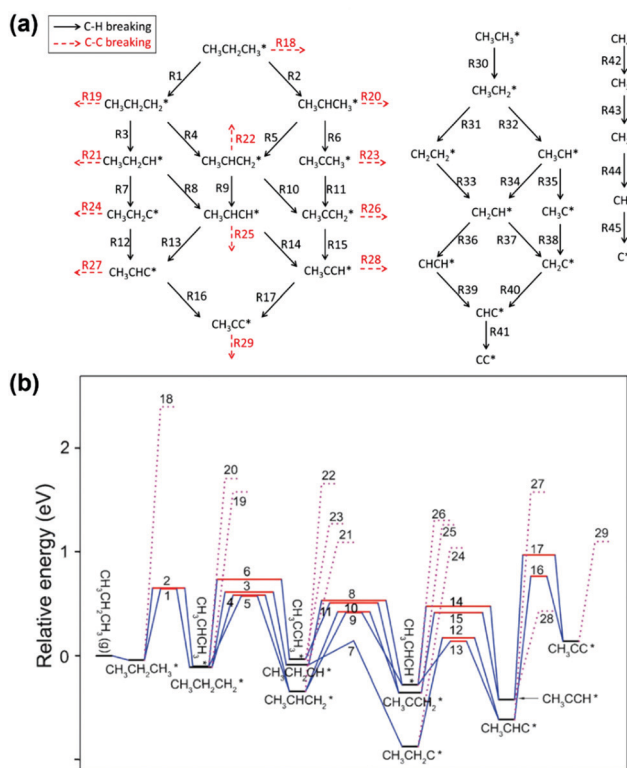 (a)
C-H breaking
C-C breaking
CH3CH2CH3* R18
R1 R2
R19 CH3CH2CH2* CH3CHCH3* R20
R3 R4 R22 R5 R6
R21 CH3CH2CH* CH3CHCH2* CH3CCH3* R23
R7 R8 R9 R10 R11
R24 CH3CH2C* CH3CHCH* CH3CCH2* R26
R12 R13 R25 R14 R15
R27 CH3CHC* CH3CCH* R28
R16 R17
CH3CC*
R29
CH3CH3*
R30
CH3CH2*
R31 R32
CH2CH2* CH3CH*
R33 R34 R35
CH2CH* CH3C*
R36 R37 R38
CHCH* CH2C*
R39 R40
CHC*
R41
CC*
R42
R43
R44
R45
(b)
Relative energy (eV)
2
1
0
CH3CH2CH3 (g)
CH3CH2CH3*
18
2
1
CH3CHCH3*
CH3CH2CH2*
20
19
6
3
4 5
CH3CCH3*
CH3CH2CH*
CH3CHCH2*
22
23
21
8
11 10
9
7
CH3CHCH*
CH3CCH2*
CH3CH2C*
26
25
24
14
15
12
13
CH3CCH*
CH3CHC*
27
17
16
28
CH3CC*
29